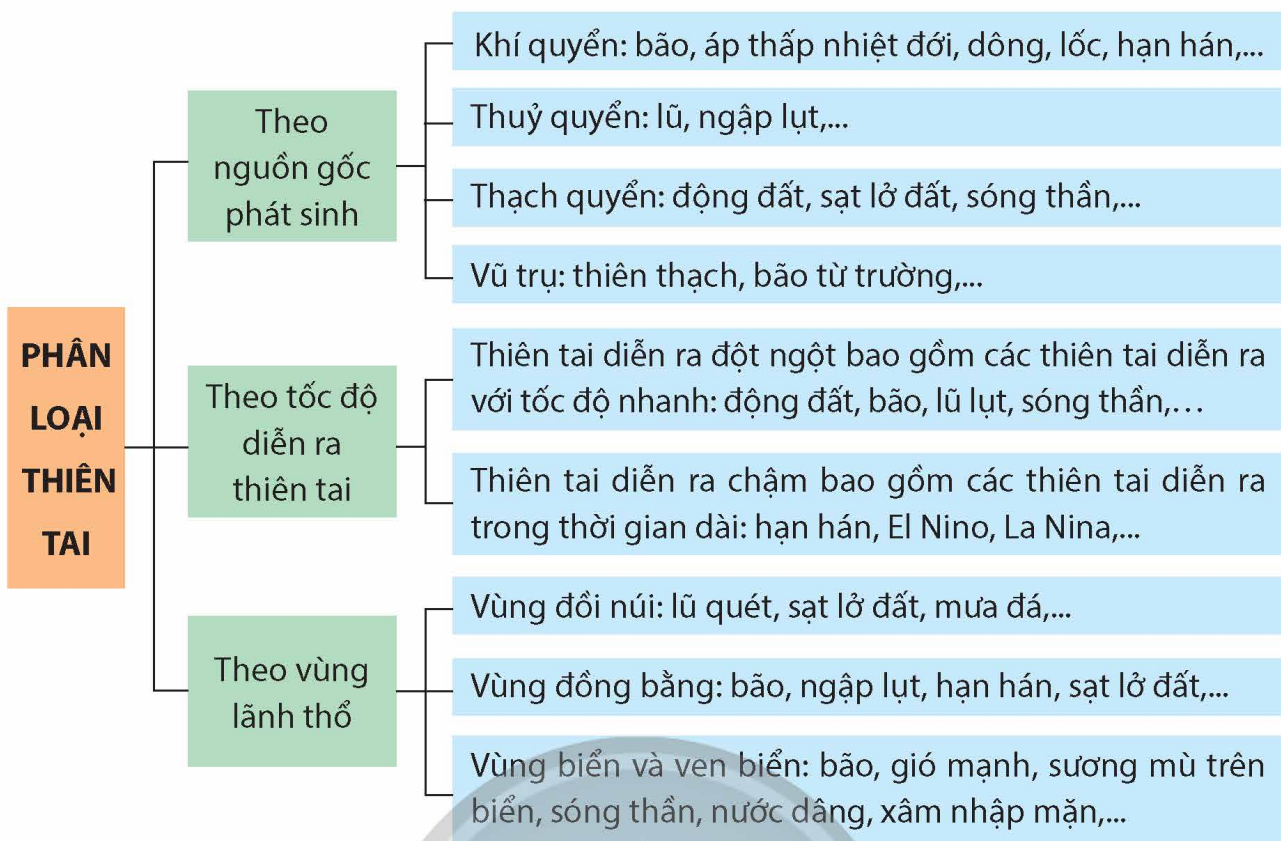 PHÂN
LOẠI
THIÊN
TAI
Theo
nguồn gốc
phát sinh
Khí quyển: bão, áp thấp nhiệt đới, dông, lốc, hạn hán,...
Thuỷ quyển: lũ, ngập lụt,...
Thạch quyển: động đất, sạt lở đất, sóng thần,...
Vũ trụ: thiên thạch, bão từ trường,...
Theo tốc độ
diễn ra
thiên tai
Thiên tai diễn ra đột ngột bao gồm các thiên tai diễn ra
với tốc độ nhanh: động đất, bão, lũ lụt, sóng thần,...
Thiên tai diễn ra chậm bao gồm các thiên tai diễn ra
trong thời gian dài: hạn hán, El Nino, La Nina,...
Theo vùng
lãnh thổ
Vùng đồi núi: lũ quét, sạt lở đất, mưa đá,...
Vùng đồng bằng: bão, ngập lụt, hạn hán, sạt lở đất,...
Vùng biển và ven biển: bão, gió mạnh, sương mù trên
biển, sóng thần, nước dâng, xâm nhập mặn,...